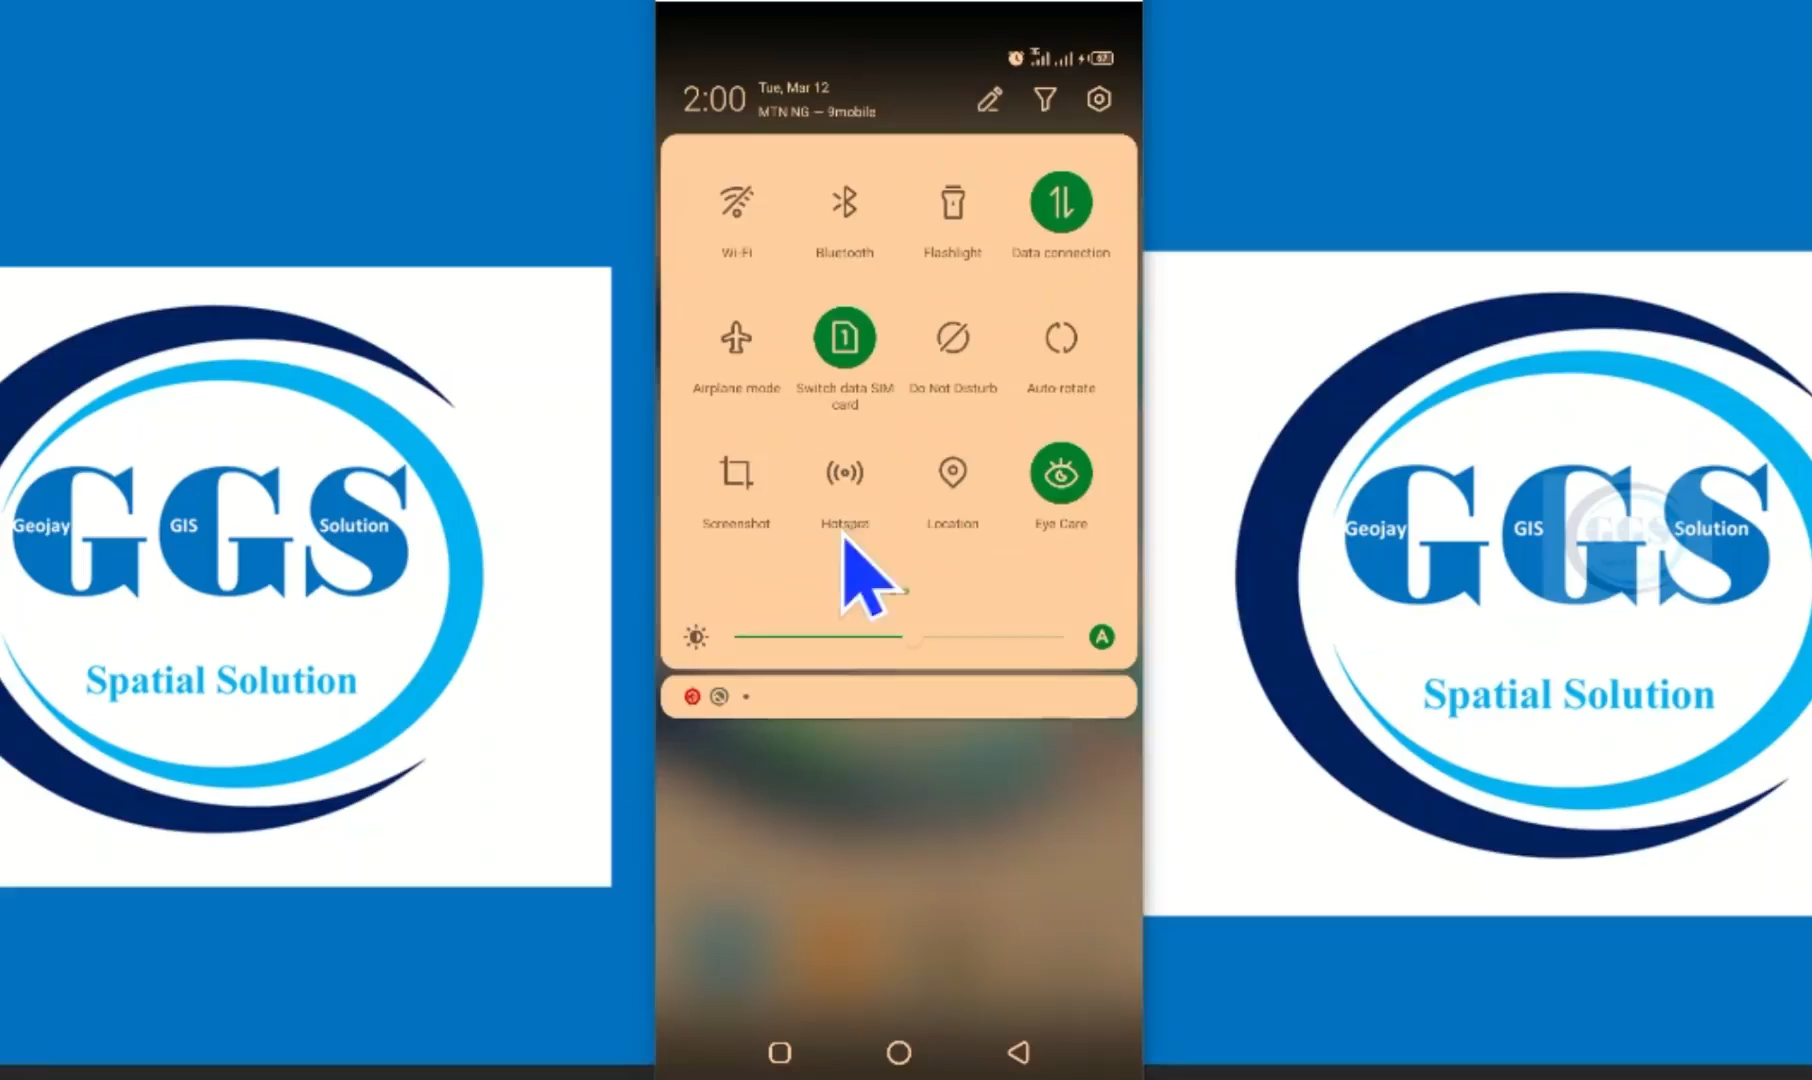 2:00
Tue, Mar 12
MTN NG — 9mobile
67
Wi-Fi
Bluetooth
Flashlight
Data connection
1
Airplane mode
Switch data SIM
card
Do Not Disturb
Auto-rotate
Screenshot
Hotspot
Location
Eye Care
A
GGS
Geojay
GIS
Solution
Spatial Solution
GGS
Geojay
GIS
Solution
Spatial Solution